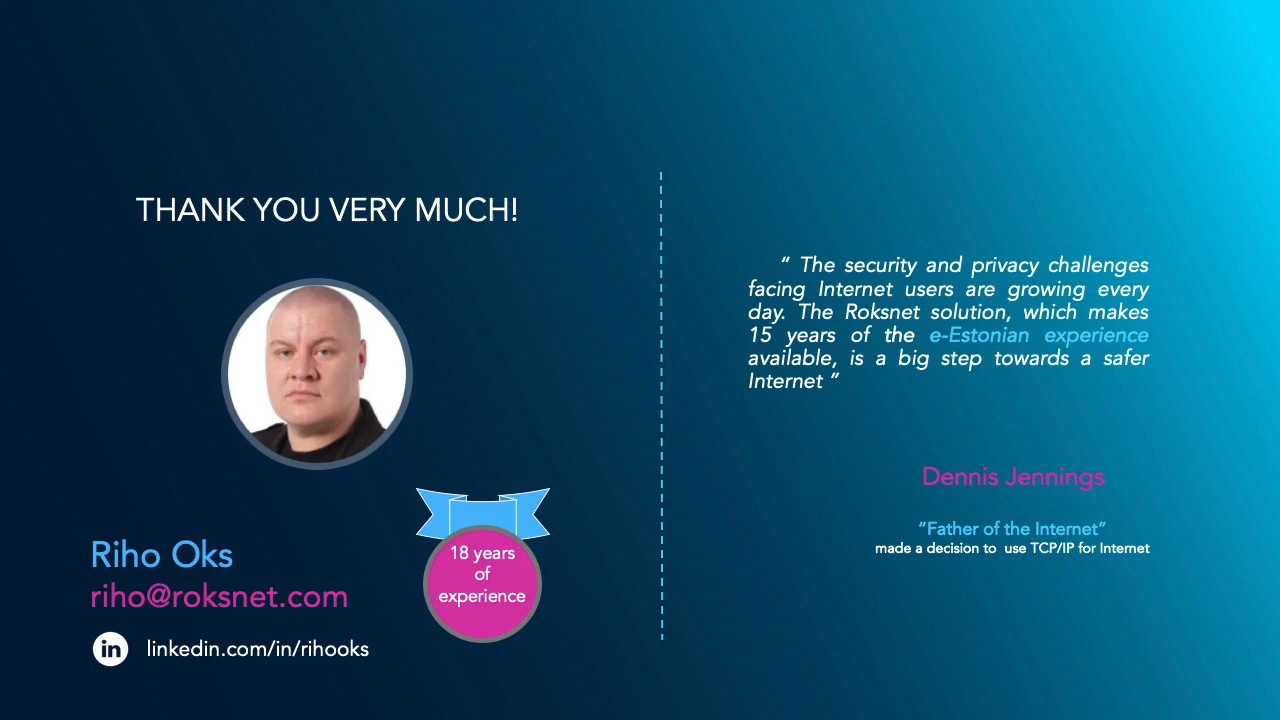 THANK YOU VERY MUCH!
18 years
of
experience
Riho Oks
riho@roksnet.com
in
linkedin.com/in/rihooks
“ The security and privacy challenges
facing Internet users are growing every
day. The Roksnet solution, which makes
15 years of the e-Estonian experience
available, is a big step towards a safer
Internet “
Dennis Jennings
“Father of the Internet”
made a decision to use TCP/IP for Internet